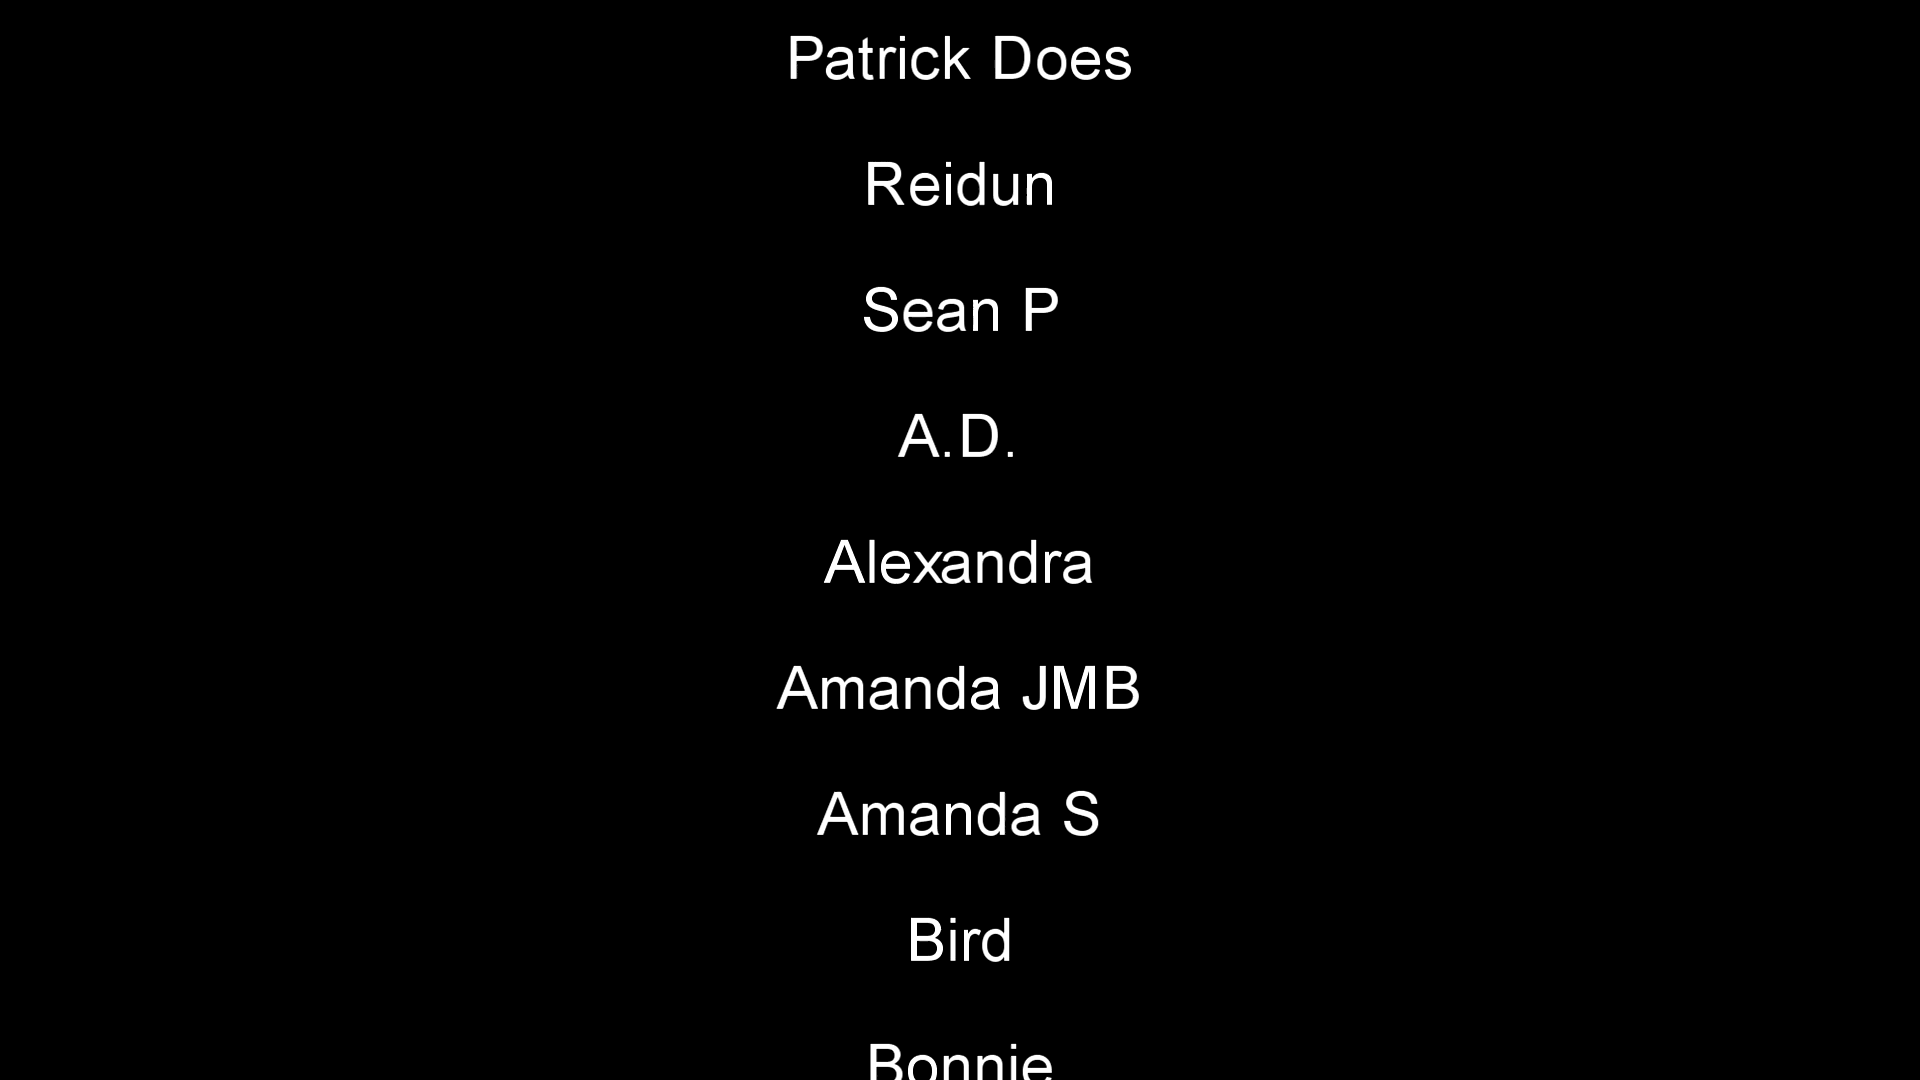 Patrick Does
Reidun
Sean P
A.D.
Alexandra
Amanda JMB
Amanda S
Bird
Bonnie